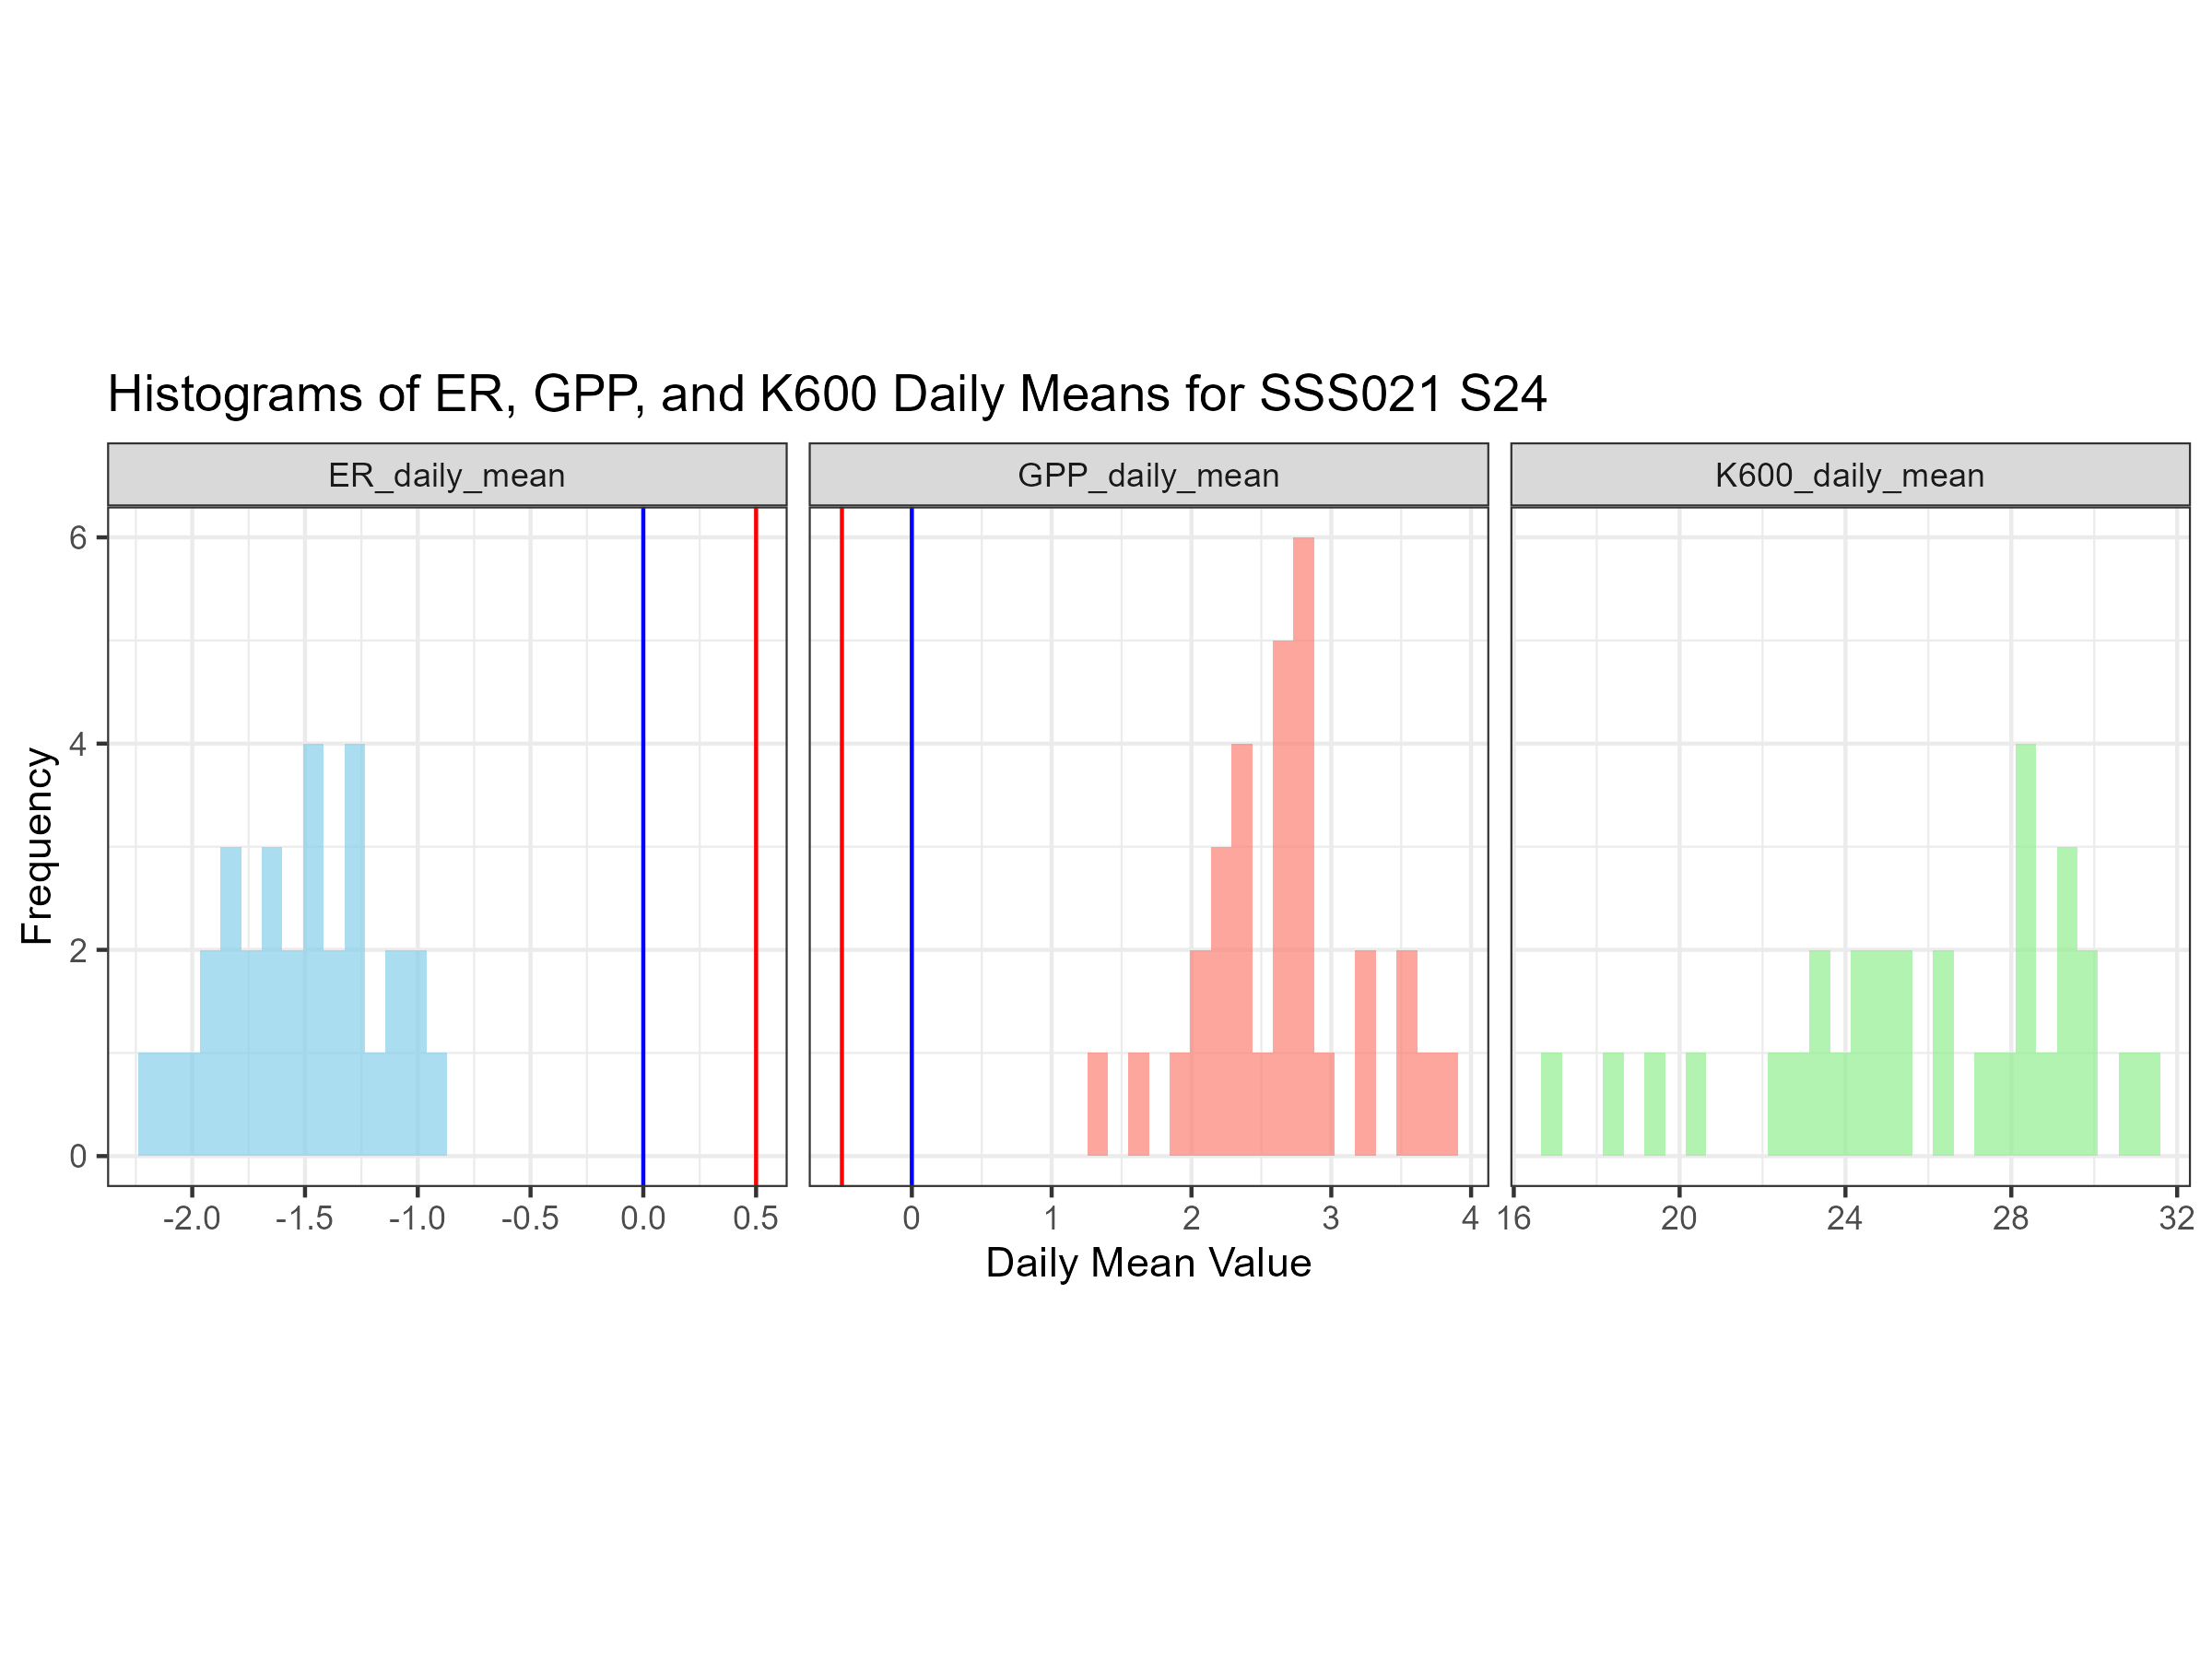 Histograms of ER, GPP, and K600 Daily Means for SSS021 S24
ER_daily_mean
GPP_daily_mean
K600_daily_mean
Frequency
6
4
2
0
-2.0 -1.5 -1.0 -0.5 0.0 0.5
0 1 2 3 4
16 20 24 28 32
Daily Mean Value